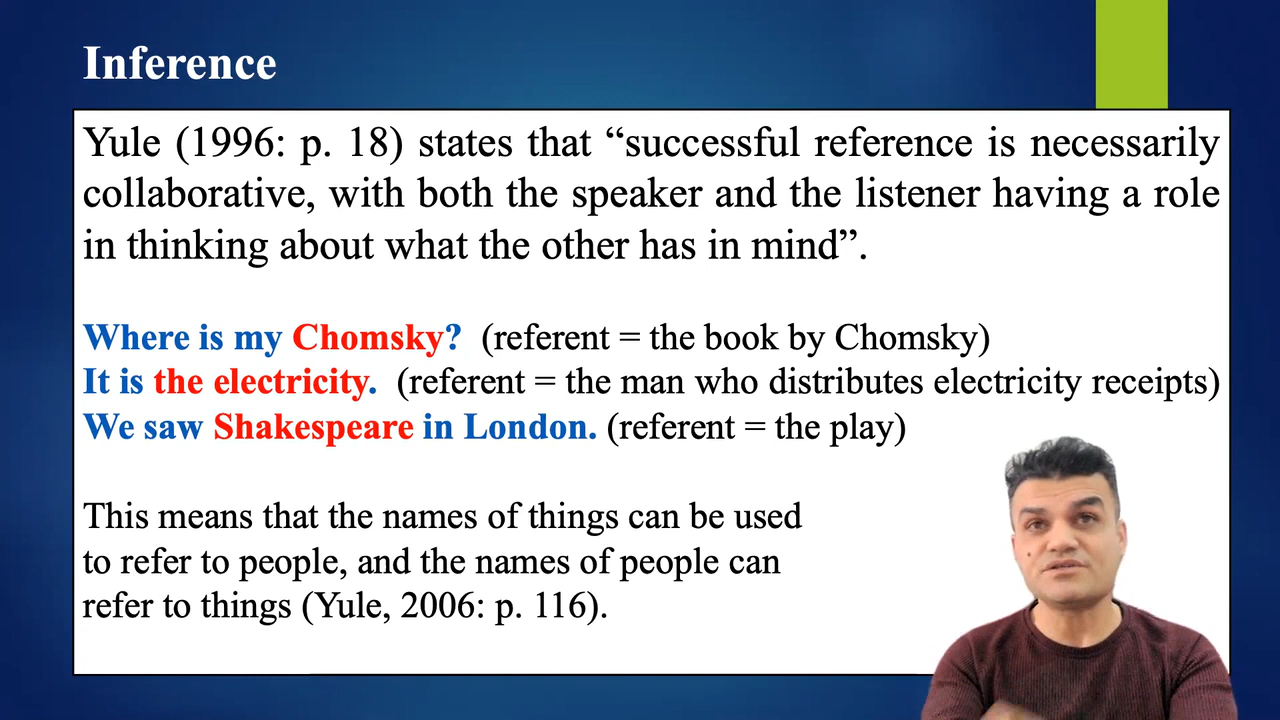 Inference
Yule (1996: p. 18) states that “successful reference is necessarily
collaborative, with both the speaker and the listener having a role
in thinking about what the other has in mind”.
Where is my Chomsky? (referent = the book by Chomsky)
It is the electricity. (referent = the man who distributes electricity receipts)
We saw Shakespeare in London. (referent = the play)
This means that the names of things can be used
to refer to people, and the names of people can
refer to things (Yule, 2006: p. 116).